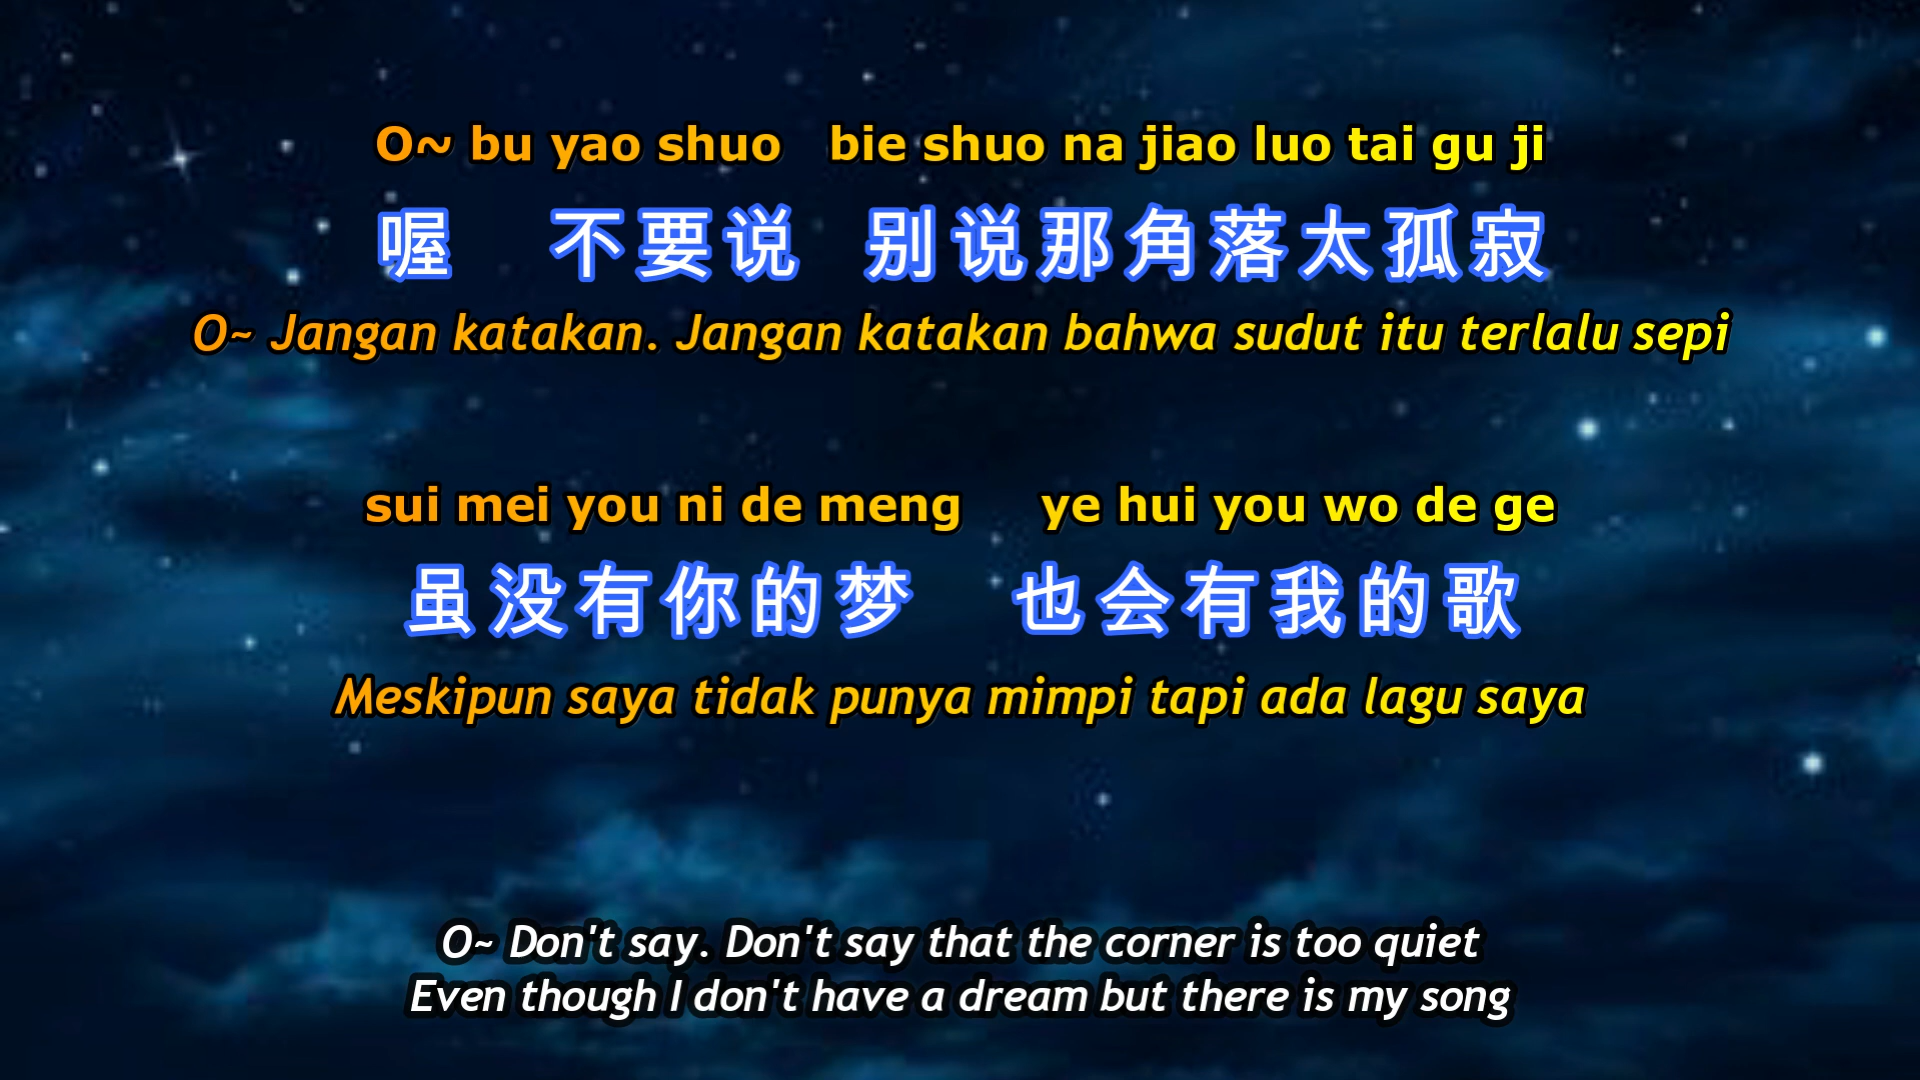 O~ bu yao shuo bie shuo na jiao luo tai gu ji
喔 不要说 别说那角落太孤寂
O~ Jangan katakan. Jangan katakan bahwa sudut itu terlalu sepi
sui mei you ni de meng ye hui you wo de ge
虽没有你的梦 也会有我的歌
Meskipun saya tidak punya mimpi tapi ada lagu saya
O~ Don't say. Don't say that the corner is too quiet
Even though I don't have a dream but there is my song